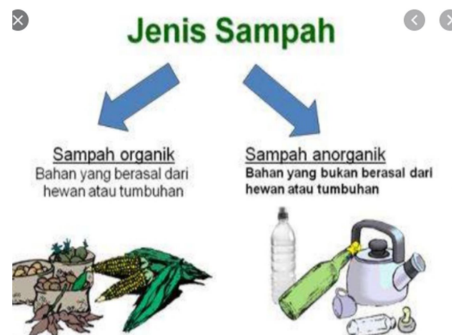 Jenis Sampah
Sampah organik
Bahan yang berasal dari
hewan atau tumbuhan
Sampah anorganik
Bahan yang bukan berasal dari
hewan atau tumbuhan